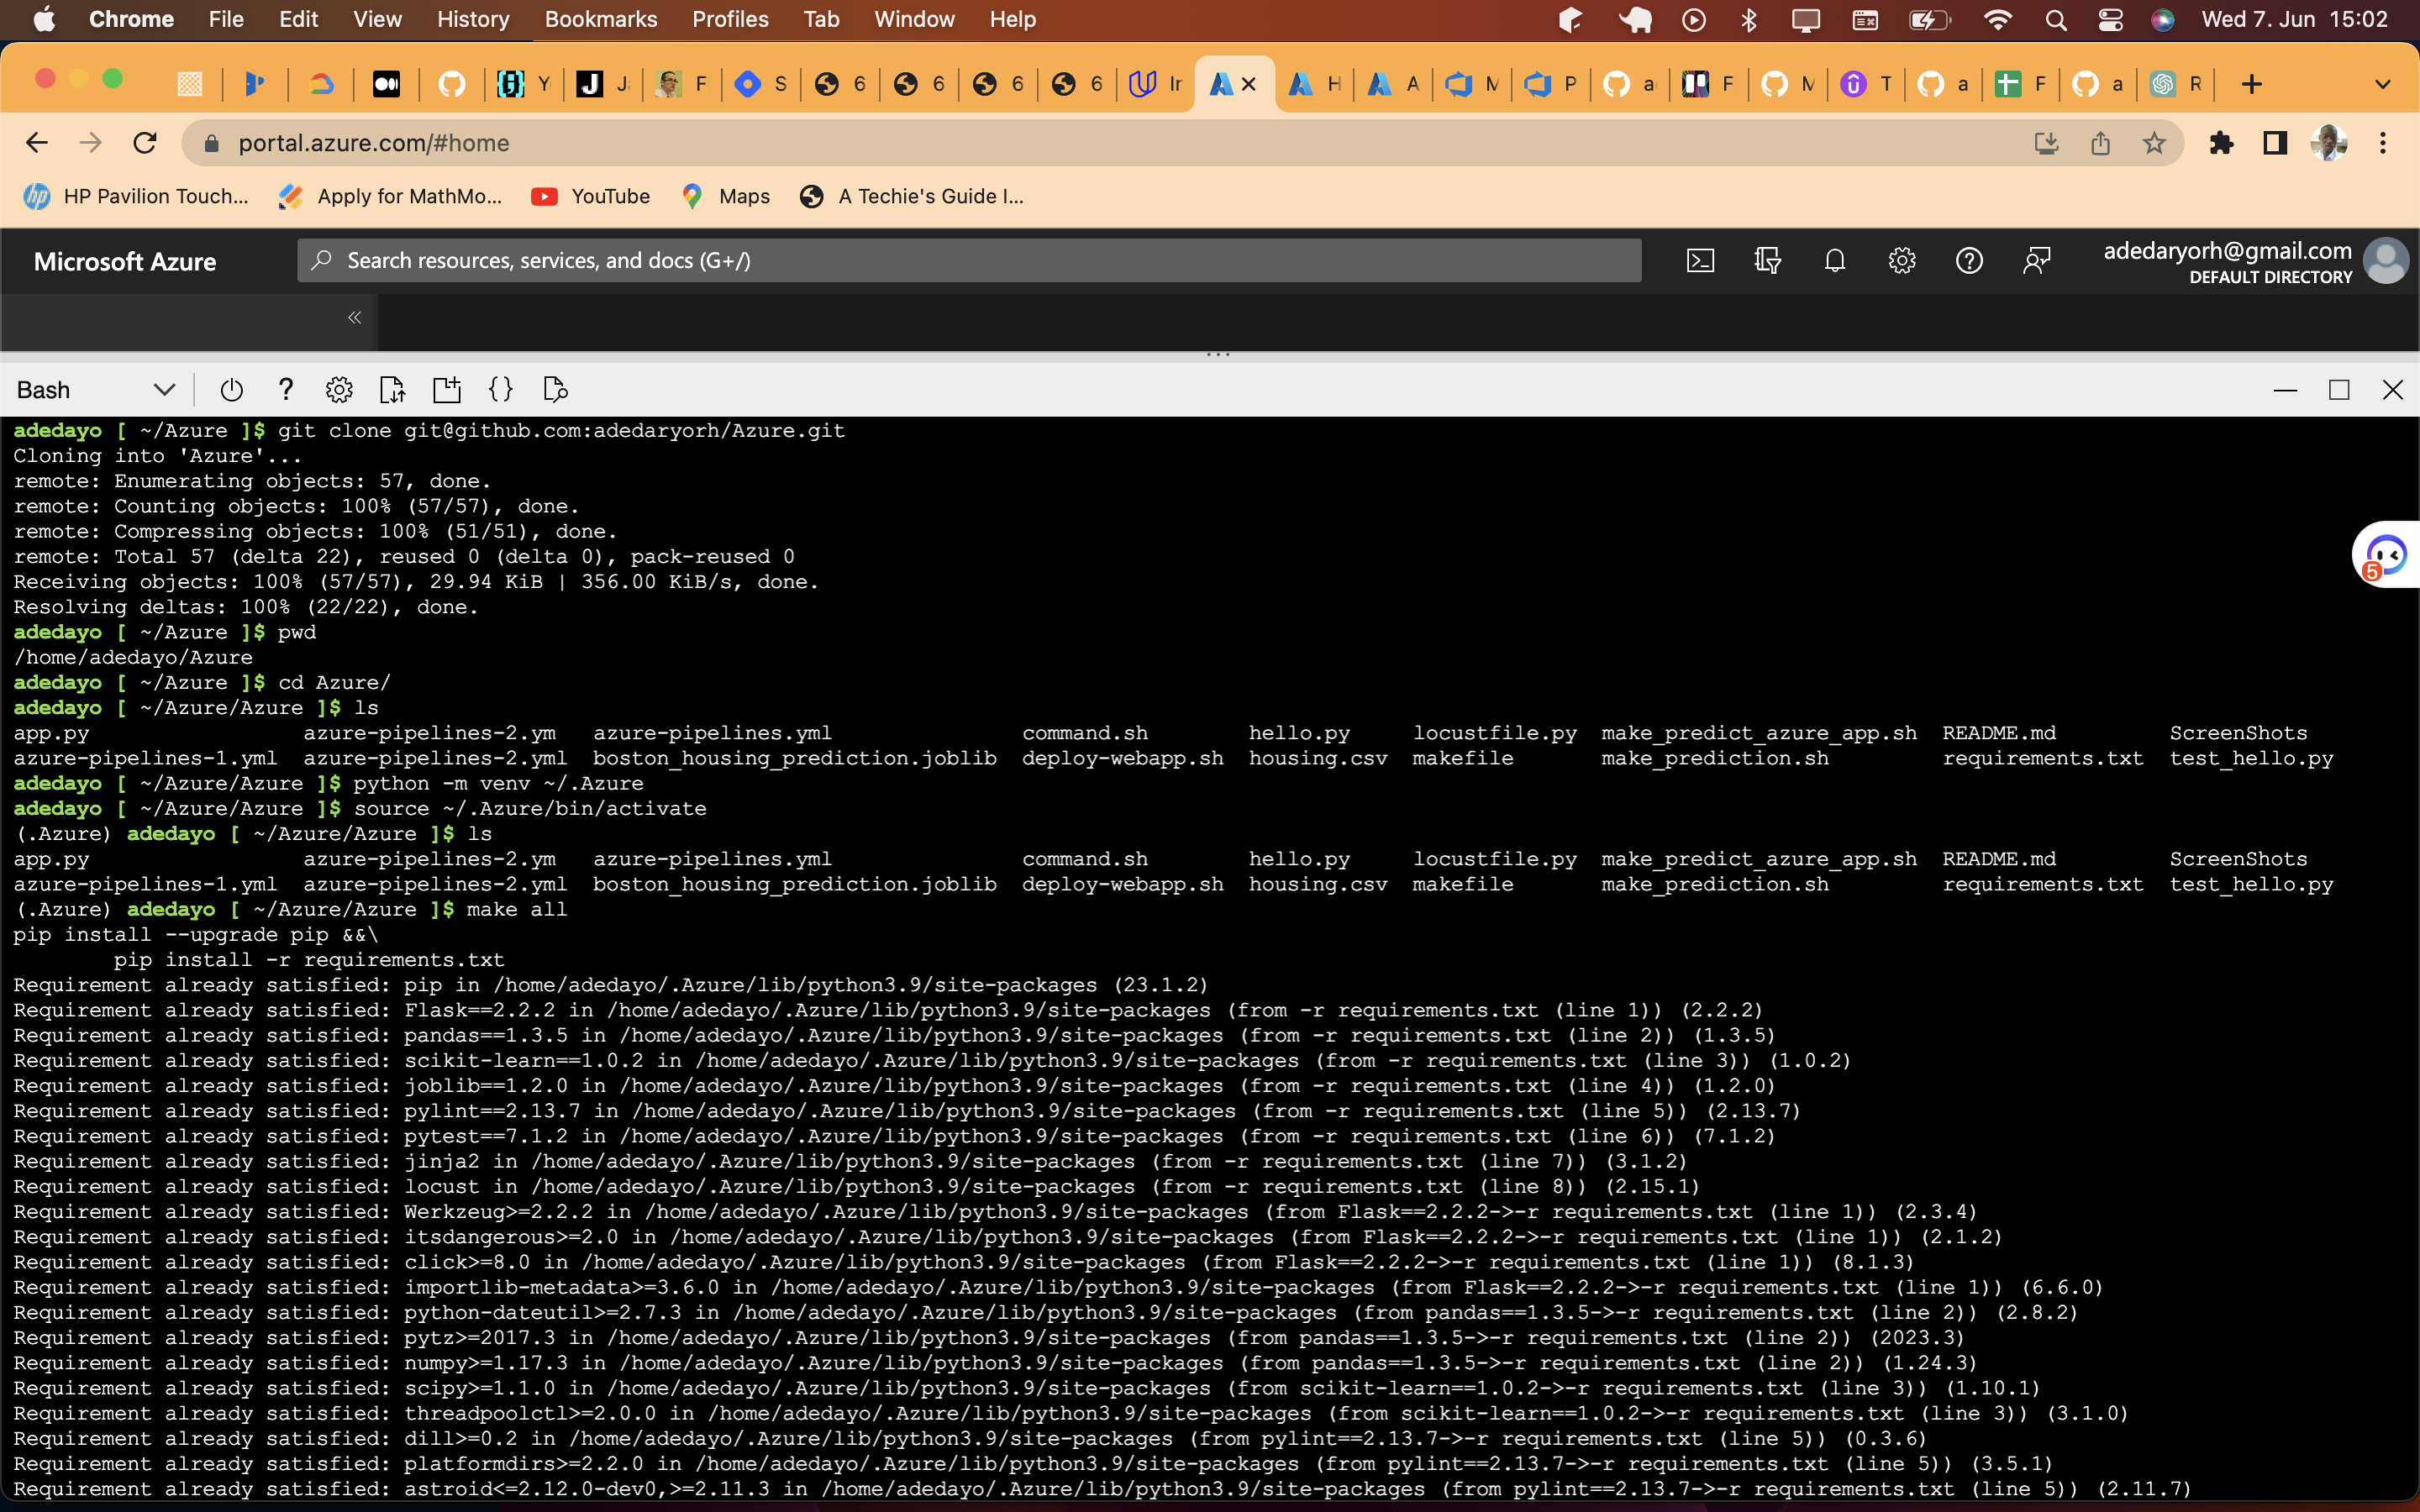 Chrome File Edit View History Bookmarks Profiles Tab Window Help Wed 7. Jun 15:02
Y J F S 6 6 6 6 Ir H A M P a F M T a F a R
portal.azure.com/#home
HP Pavilion Touch... Apply for MathMo... YouTube Maps A Techie's Guide I...
Microsoft Azure Search resources, services, and docs (G+/) adedaryorh@gmail.com
DEFAULT DIRECTORY
Bash
adedayo [ ~/Azure ]$ git clone git@github.com:adedaryorh/Azure.git
Cloning into 'Azure'...
remote: Enumerating objects: 57, done.
remote: Counting objects: 100% (57/57), done.
remote: Compressing objects: 100% (51/51), done.
remote: Total 57 (delta 22), reused 0 (delta 0), pack-reused 0
Receiving objects: 100% (57/57), 29.94 KiB | 356.00 KiB/s, done.
Resolving deltas: 100% (22/22), done.
adedayo [ ~/Azure ]$ pwd
/home/adedayo/Azure
adedayo [ ~/Azure ]$ cd Azure/
adedayo [ ~/Azure/Azure ]$ ls
app.py azure-pipelines-2.ym azure-pipelines.yml command.sh hello.py locustfile.py make_predict_azure_app.sh README.md ScreenShots
azure-pipelines-1.yml azure-pipelines-2.yml boston_housing_prediction.joblib deploy-webapp.sh housing.csv makefile make_prediction.sh requirements.txt test_hello.py
adedayo [ ~/Azure/Azure ]$ python -m venv ~/.Azure
adedayo [ ~/Azure/Azure ]$ source ~/.Azure/bin/activate
(.Azure) adedayo [ ~/Azure/Azure ]$ ls
app.py azure-pipelines-2.ym azure-pipelines.yml command.sh hello.py locustfile.py make_predict_azure_app.sh README.md ScreenShots
azure-pipelines-1.yml azure-pipelines-2.yml boston_housing_prediction.joblib deploy-webapp.sh housing.csv makefile make_prediction.sh requirements.txt test_hello.py
(.Azure) adedayo [ ~/Azure/Azure ]$ make all
pip install --upgrade pip &&\
pip install -r requirements.txt
Requirement already satisfied: pip in /home/adedayo/.Azure/lib/python3.9/site-packages (23.1.2)
Requirement already satisfied: Flask==2.2.2 in /home/adedayo/.Azure/lib/python3.9/site-packages (from -r requirements.txt (line 1)) (2.2.2)
Requirement already satisfied: pandas==1.3.5 in /home/adedayo/.Azure/lib/python3.9/site-packages (from -r requirements.txt (line 2)) (1.3.5)
Requirement already satisfied: scikit-learn==1.0.2 in /home/adedayo/.Azure/lib/python3.9/site-packages (from -r requirements.txt (line 3)) (1.0.2)
Requirement already satisfied: joblib==1.2.0 in /home/adedayo/.Azure/lib/python3.9/site-packages (from -r requirements.txt (line 4)) (1.2.0)
Requirement already satisfied: pylint==2.13.7 in /home/adedayo/.Azure/lib/python3.9/site-packages (from -r requirements.txt (line 5)) (2.13.7)
Requirement already satisfied: pytest==7.1.2 in /home/adedayo/.Azure/lib/python3.9/site-packages (from -r requirements.txt (line 6)) (7.1.2)
Requirement already satisfied: jinja2 in /home/adedayo/.Azure/lib/python3.9/site-packages (from -r requirements.txt (line 7)) (3.1.2)
Requirement already satisfied: locust in /home/adedayo/.Azure/lib/python3.9/site-packages (from -r requirements.txt (line 8)) (2.15.1)
Requirement already satisfied: Werkzeug>=2.2.2 in /home/adedayo/.Azure/lib/python3.9/site-packages (from Flask==2.2.2->-r requirements.txt (line 1)) (2.3.4)
Requirement already satisfied: itsdangerous>=2.0 in /home/adedayo/.Azure/lib/python3.9/site-packages (from Flask==2.2.2->-r requirements.txt (line 1)) (2.1.2)
Requirement already satisfied: click>=8.0 in /home/adedayo/.Azure/lib/python3.9/site-packages (from Flask==2.2.2->-r requirements.txt (line 1)) (8.1.3)
Requirement already satisfied: importlib-metadata>=3.6.0 in /home/adedayo/.Azure/lib/python3.9/site-packages (from Flask==2.2.2->-r requirements.txt (line 1)) (6.6.0)
Requirement already satisfied: python-dateutil>=2.7.3 in /home/adedayo/.Azure/lib/python3.9/site-packages (from pandas==1.3.5->-r requirements.txt (line 2)) (2.8.2)
Requirement already satisfied: pytz>=2017.3 in /home/adedayo/.Azure/lib/python3.9/site-packages (from pandas==1.3.5->-r requirements.txt (line 2)) (2023.3)
Requirement already satisfied: numpy>=1.17.3 in /home/adedayo/.Azure/lib/python3.9/site-packages (from pandas==1.3.5->-r requirements.txt (line 2)) (1.24.3)
Requirement already satisfied: scipy>=1.1.0 in /home/adedayo/.Azure/lib/python3.9/site-packages (from scikit-learn==1.0.2->-r requirements.txt (line 3)) (1.10.1)
Requirement already satisfied: threadpoolctl>=2.0.0 in /home/adedayo/.Azure/lib/python3.9/site-packages (from scikit-learn==1.0.2->-r requirements.txt (line 3)) (3.1.0)
Requirement already satisfied: dill>=0.2 in /home/adedayo/.Azure/lib/python3.9/site-packages (from pylint==2.13.7->-r requirements.txt (line 5)) (0.3.6)
Requirement already satisfied: platformdirs>=2.2.0 in /home/adedayo/.Azure/lib/python3.9/site-packages (from pylint==2.13.7->-r requirements.txt (line 5)) (3.5.1)
Requirement already satisfied: astroid<=2.12.0-dev0,>=2.11.3 in /home/adedayo/.Azure/lib/python3.9/site-packages (from pylint==2.13.7->-r requirements.txt (line 5)) (2.11.7)
5